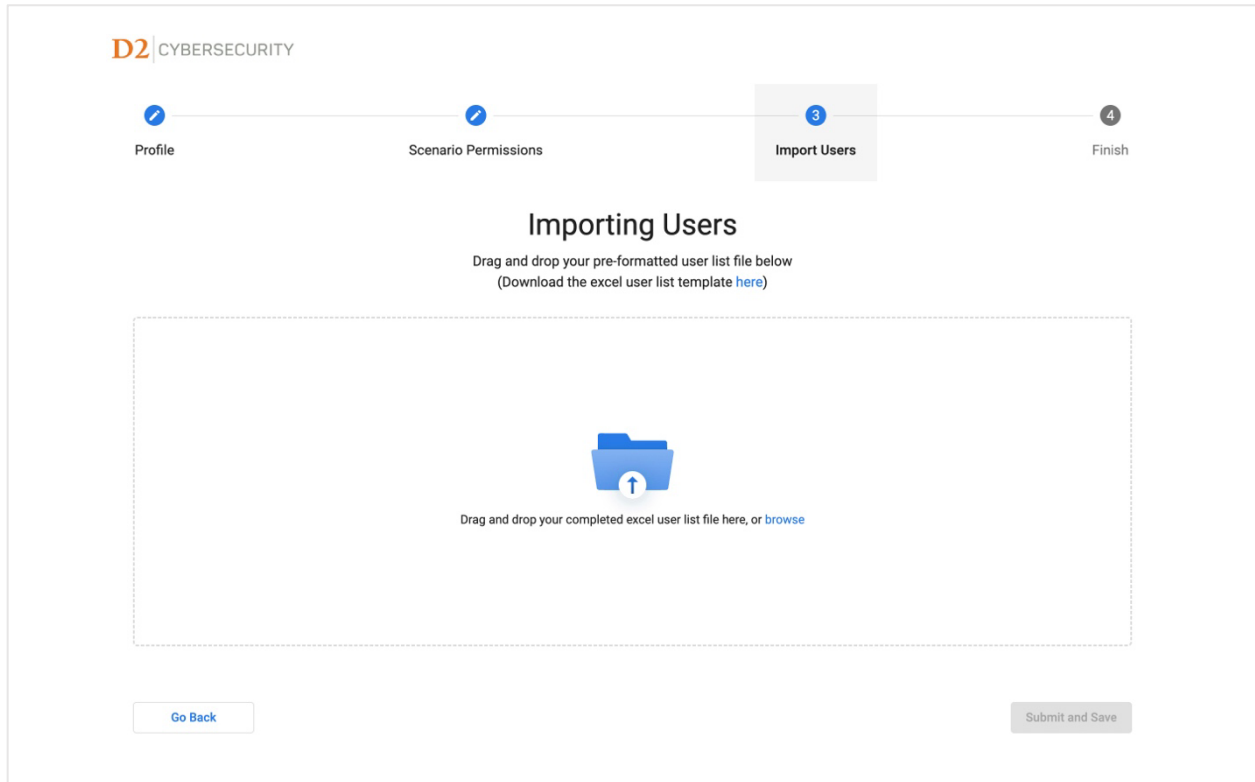 D2 CYBERSECURITY
Profile
Scenario Permissions
3
Import Users
4
Finish
Importing Users
Drag and drop your pre-formatted user list file below
(Download the excel user list template here)
Drag and drop your completed excel user list file here, or browse
Go Back
Submit and Save